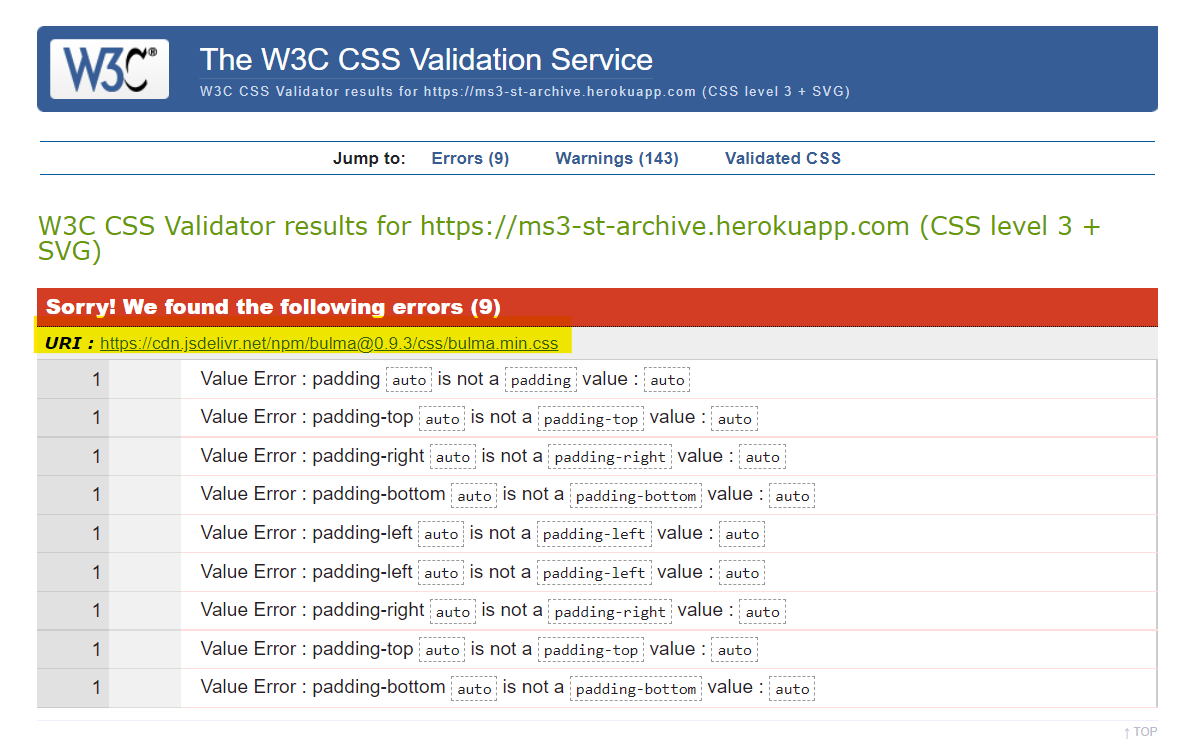 W3C®
The W3C CSS Validation Service
W3C CSS Validator results for https://ms3-st-archive.herokuapp.com (CSS level 3 + SVG)
Jump to: Errors (9) Warnings (143) Validated CSS
W3C CSS Validator results for https://ms3-st-archive.herokuapp.com (CSS level 3 +
SVG)
Sorry! We found the following errors (9)
URI : https://cdn.jsdelivr.net/npm/bulma@0.9.3/css/bulma.min.css
1 Value Error : padding auto is not a padding value : auto
1 Value Error : padding-top auto is not a padding-top value : auto
1 Value Error : padding-right auto is not a padding-right value : auto
1 Value Error : padding-bottom auto is not a padding-bottom value : auto
1 Value Error : padding-left auto is not a padding-left value : auto
1 Value Error : padding-left auto is not a padding-left value : auto
1 Value Error : padding-right auto is not a padding-right value : auto
1 Value Error : padding-top auto is not a padding-top value : auto
1 Value Error : padding-bottom auto is not a padding-bottom value : auto
↑ TOP